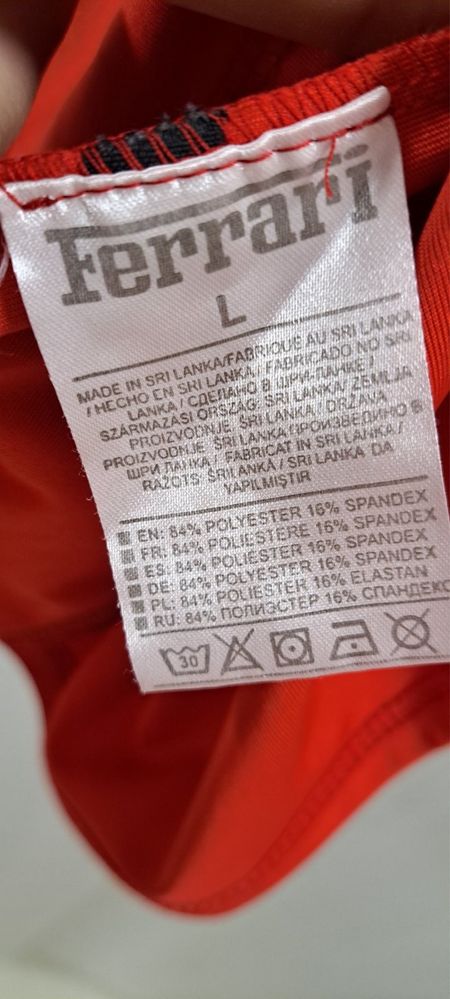 Ferrari
L
MADE IN SRI LANKA/FABRIQUE AU SRI LANKA
/ HECHO EN SRI LANKA / FABRICADO NO SRI
LANKA / СДЕЛАНО В ШРИ-ЛАНКЕ /
SZÁRMAZÁSI ORSZÁG: SRI LANKA/ ZEMLJA
PROIZVODNJE: SRI LANKA / DRŽAVA
PROIZVODNJE: ŠRI LANKA /ПРОИЗВЕДЕНО В
ШРИ ЛАНКА / FABRICAT IN SRI LANKA /
RAŽOTS ŠRILANKĀ / SRI LANKA DA
YAPILMIŞTIR
EN: 84% POLYESTER 16% SPANDEX
FR: 84% POLIESTERE 16% SPANDEX
ES: 84% POLIESTER 16% SPANDEX
DE: 84% POLYESTER 16% SPANDEX
PL: 84% POLIESTER 16% ELASTAN
RU: 84% ПОЛИЭСТЕР 16% СПАНДЕКС
30